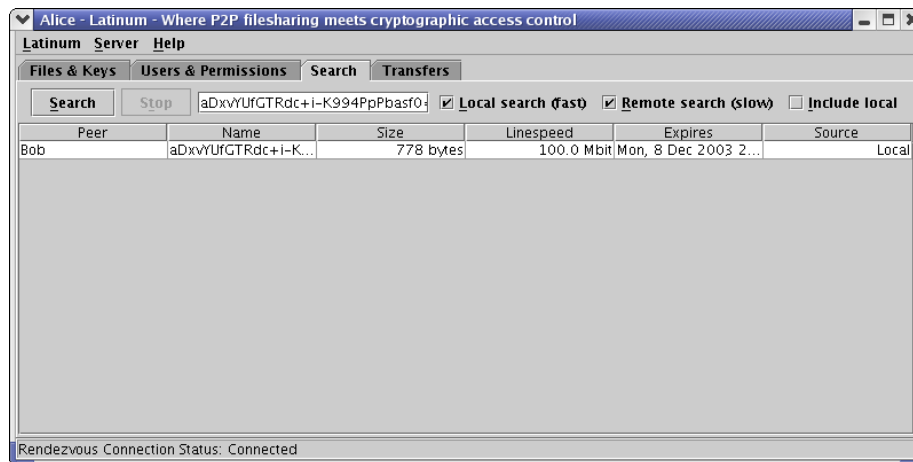 Alice - Latinum - Where P2P filesharing meets cryptographic access control
Latinum Server Help
Files & Keys Users & Permissions Search Transfers
Search Stop aDxvYUfGTRdc+i-K994PpPbasf0= Local search (fast) Remote search (slow) Include local
Peer Name Size Linespeed Expires Source
Bob aDxvYUfGTRdc+i-K... 778 bytes 100.0 Mbit Mon, 8 Dec 2003 2... Local
Rendezvous Connection Status: Connected